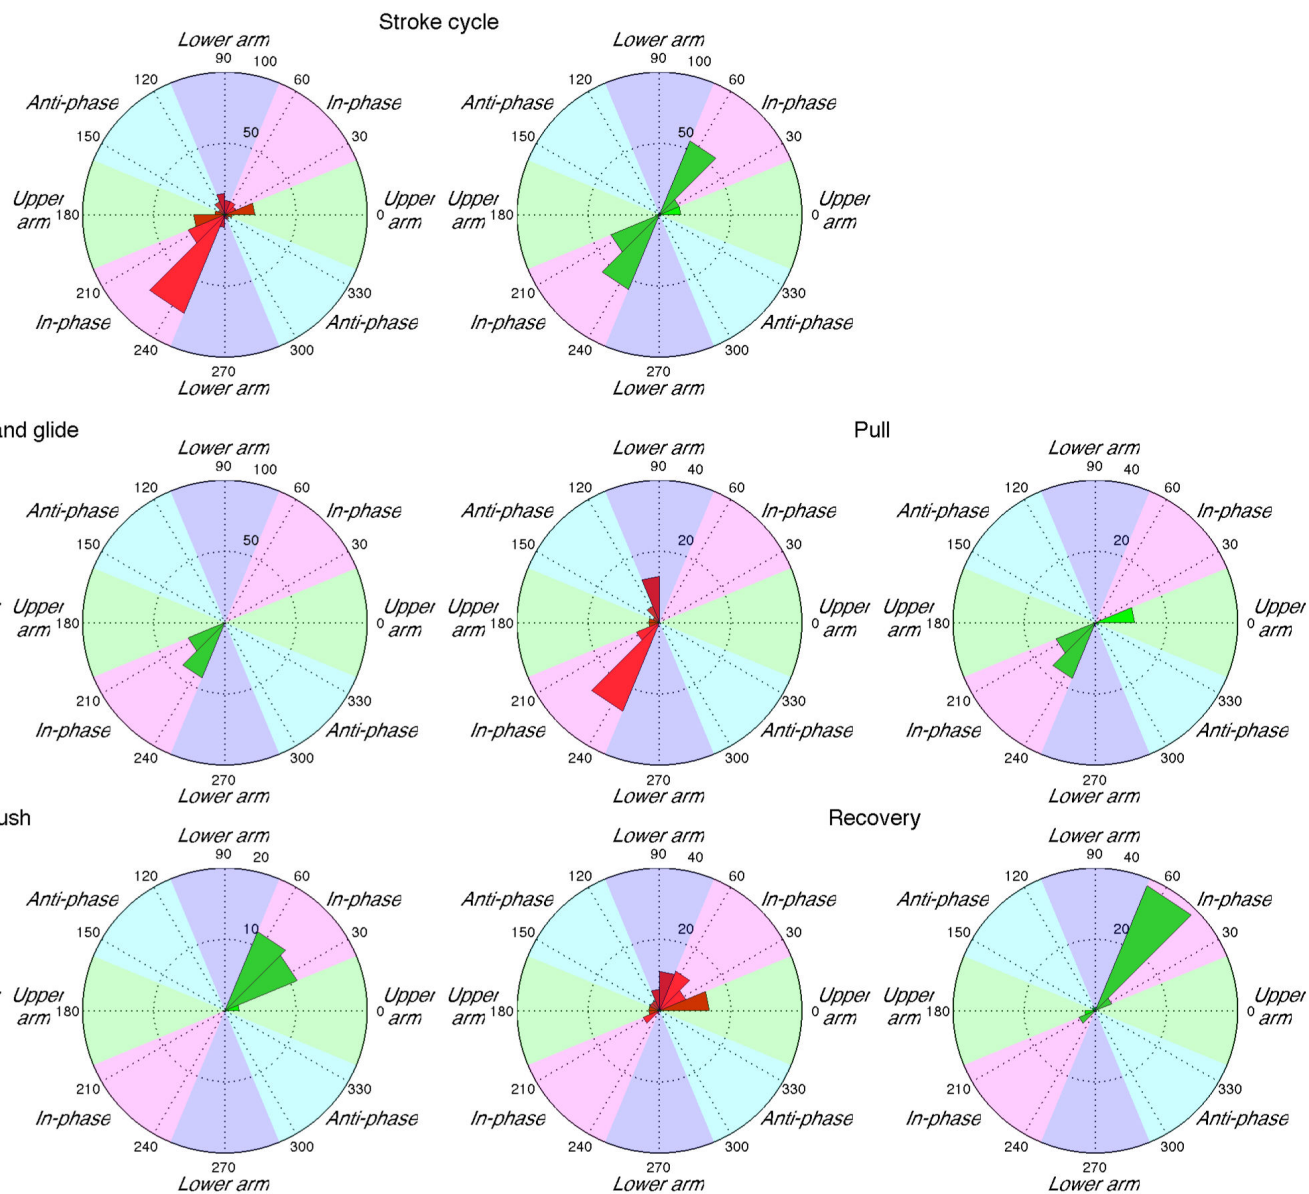 Stroke cycle
Lower arm Lower arm
90 100 90 100
120 60 120 60
Anti-phase In-phase Anti-phase In-phase
150 50 30 150 50 30
Upper arm 180 0 Upper arm Upper arm 180 0 Upper arm
210 330 210 330
In-phase Anti-phase In-phase Anti-phase
240 300 240 300
270 270
Lower arm Lower arm
and glide Pull
Lower arm Lower arm Lower arm
90 100 90 40 90 40
120 60 120 60 120 60
Anti-phase In-phase Anti-phase In-phase Anti-phase In-phase
150 50 30 150 20 30 150 20 30
Upper arm 180 0 Upper arm Upper arm 180 0 Upper arm Upper arm 180 0 Upper arm
210 330 210 330 210 330
In-phase Anti-phase In-phase Anti-phase In-phase Anti-phase
240 300 240 300 240 300
270 270 270
Lower arm Lower arm Lower arm
ush Recovery
Lower arm Lower arm Lower arm
90 20 90 40 90 40
120 60 120 60 120 60
Anti-phase In-phase Anti-phase In-phase Anti-phase In-phase
150 10 30 150 20 30 150 20 30
Upper arm 180 0 Upper arm Upper arm 180 0 Upper arm Upper arm 180 0 Upper arm
210 330 210 330 210 330
In-phase Anti-phase In-phase Anti-phase In-phase Anti-phase
240 300 240 300 240 300
270 270 270
Lower arm Lower arm Lower arm